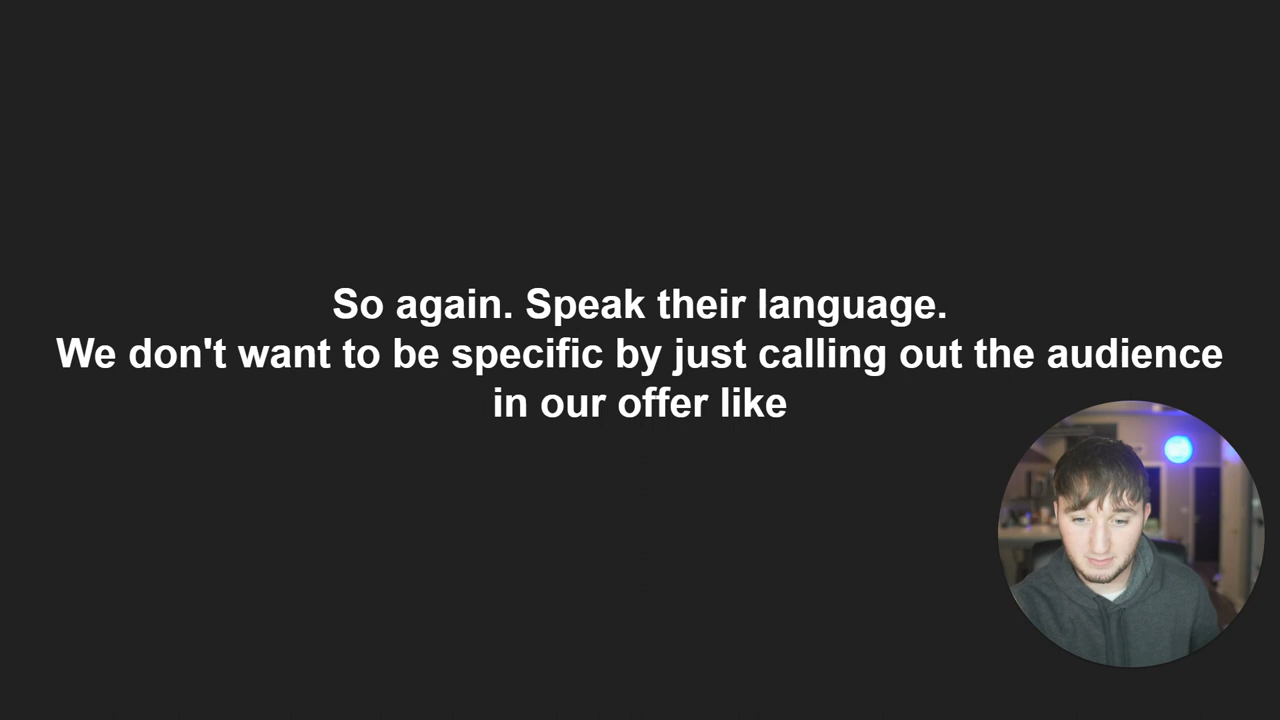 So again. Speak their language.
We don't want to be specific by just calling out the audience
in our offer like